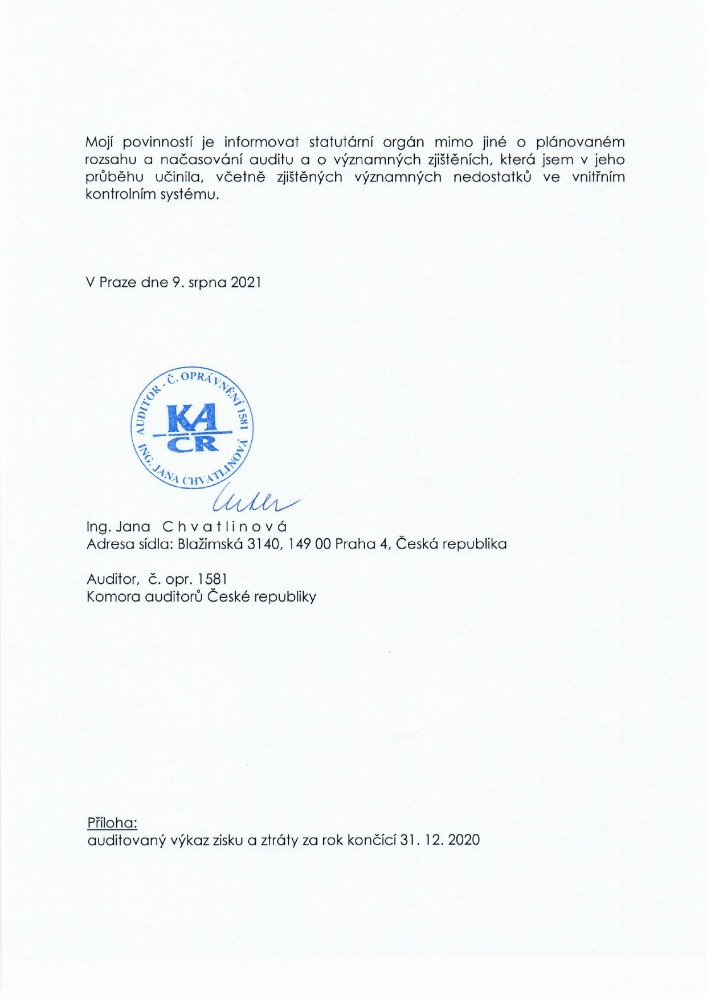 Mojí povinností je informovat statutární orgán mimo jiné o plánovaném
rozsahu a načasování auditu a o významných zjištěních, která jsem v jeho
průběhu učinila, včetně zjištěných významných nedostatků ve vnitřním
kontrolním systému.
V Praze dne 9. srpna 2021
AUDITOR - Č. OPRÁVNĚNÍ 1581
KA
CR
ING. JANA CHVATLINOVÁ
Ing. Jana C h v a t l i n o v á
Adresa sídla: Blažimská 3140, 149 00 Praha 4, Česká republika
Auditor, č. opr. 1581
Komora auditorů České republiky
Příloha:
auditovaný výkaz zisku a ztráty za rok končící 31. 12. 2020